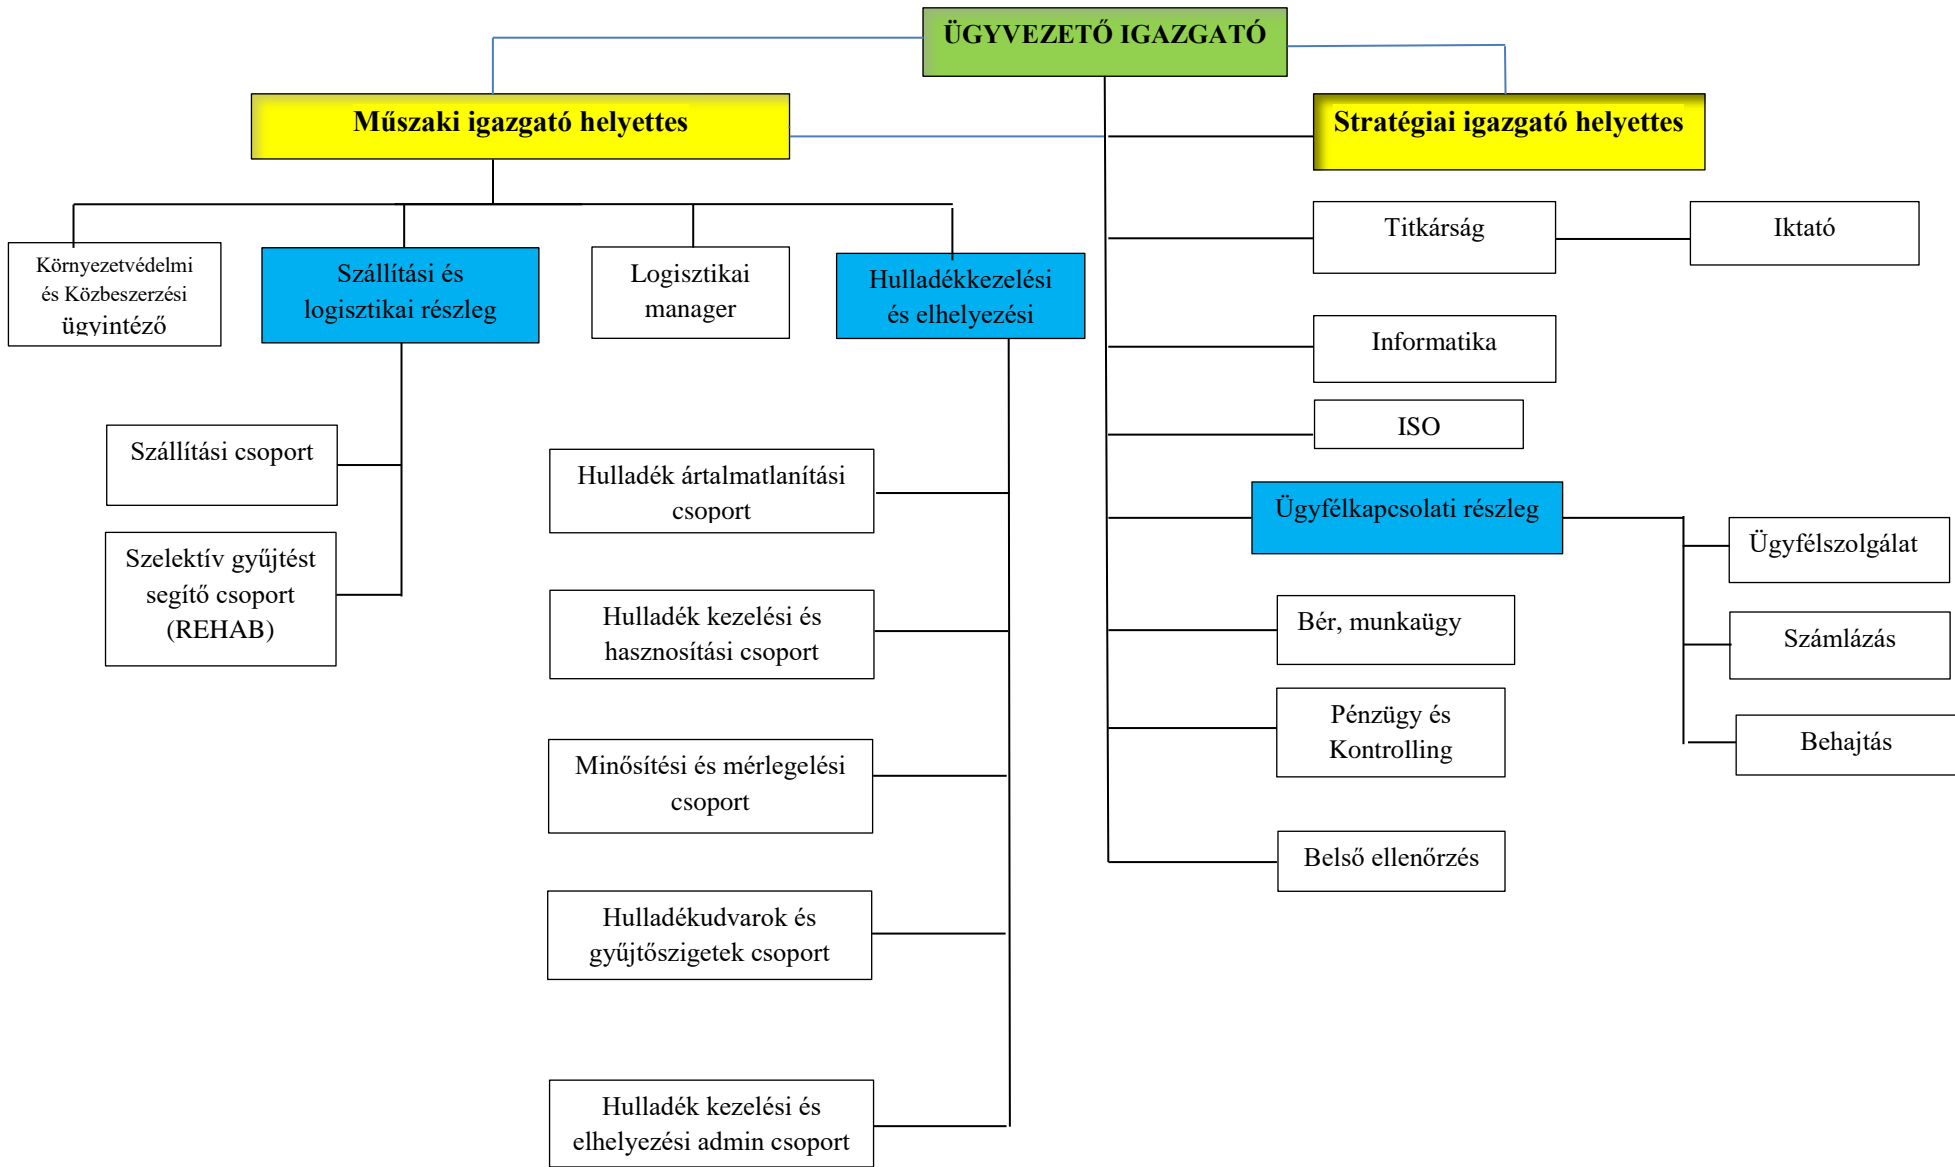 ÜGYVEZETŐ IGAZGATÓ
Műszaki igazgató helyettes
Stratégiai igazgató helyettes
Környezetvédelmi
és Közbeszerzési
ügyintéző
Szállítási és
logisztikai részleg
Logisztikai
manager
Hulladékkezelési
és elhelyezési
Titkárság
Iktató
Informatika
ISO
Szállítási csoport
Szelektív gyűjtést
segítő csoport
(REHAB)
Hulladék ártalmatlanítási
csoport
Hulladék kezelési és
hasznosítási csoport
Minősítési és mérlegelési
csoport
Hulladékudvarok és
gyűjtőszigetek csoport
Hulladék kezelési és
elhelyezési admin csoport
Ügyfélkapcsolati részleg
Ügyfélszolgálat
Számlázás
Behajtás
Bér, munkaügy
Pénzügy és
Kontrolling
Belső ellenőrzés